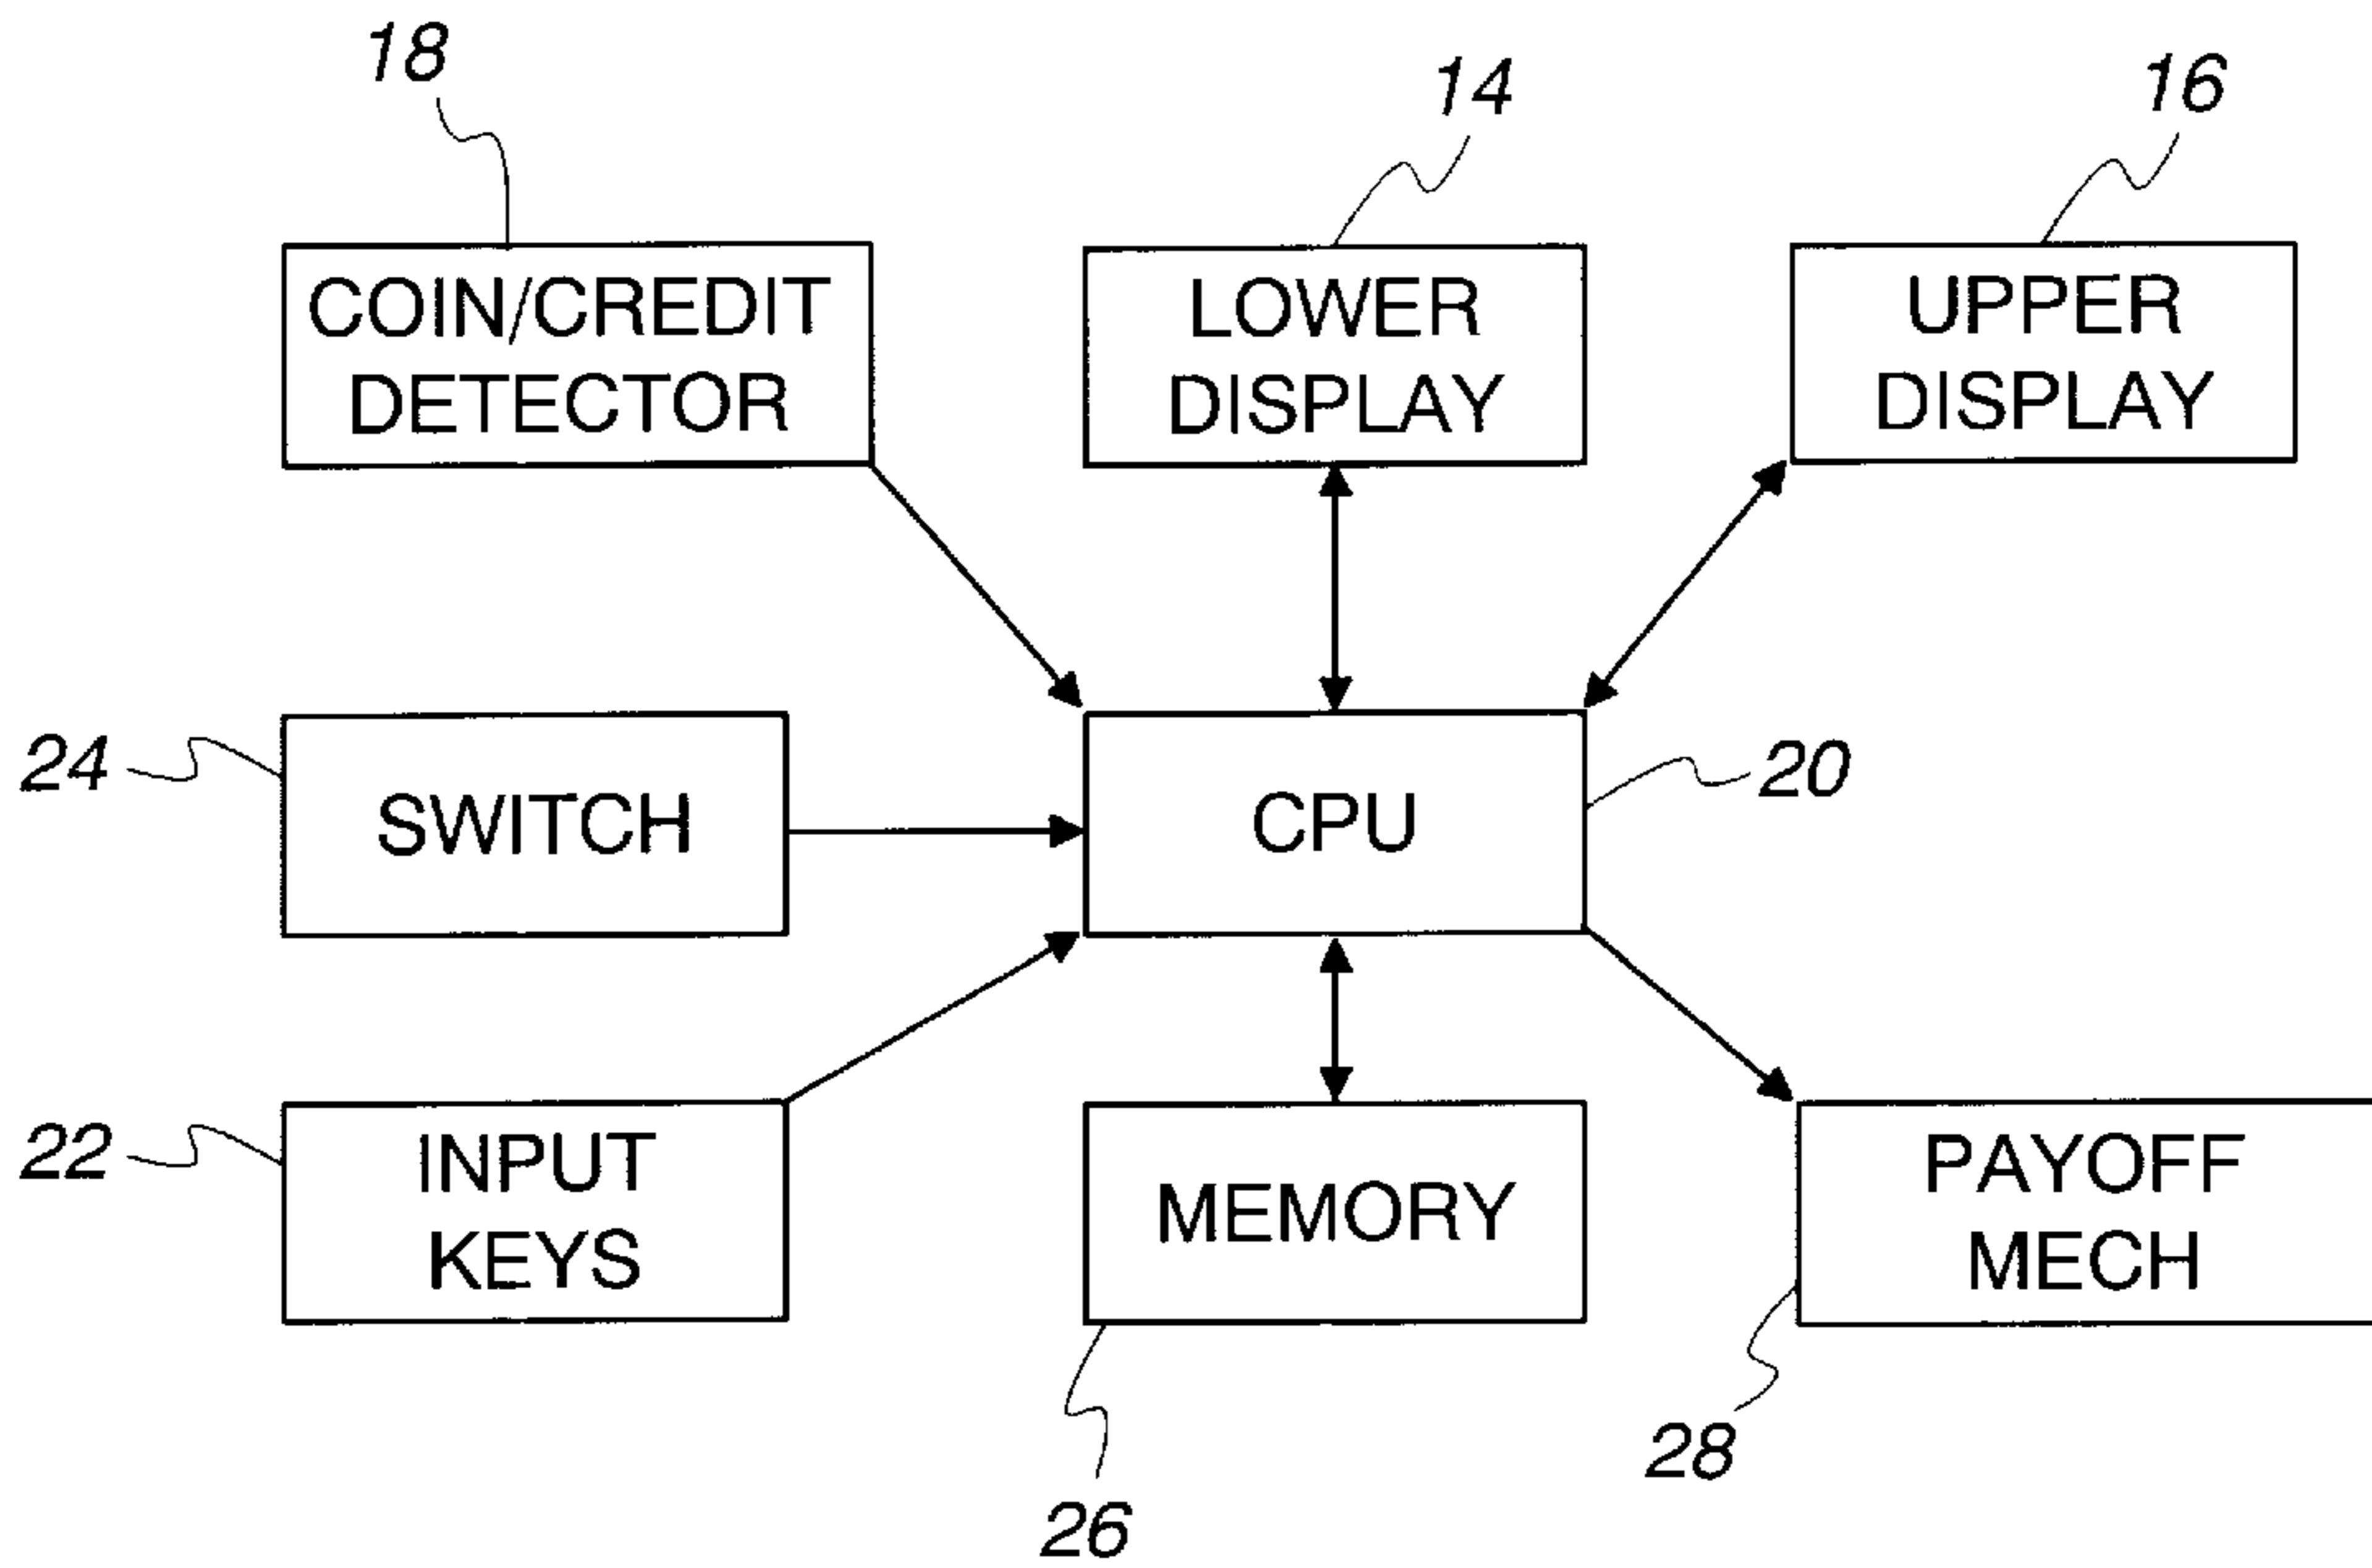 18
14
16
COIN/CREDIT
DETECTOR
LOWER
DISPLAY
UPPER
DISPLAY
24
SWITCH
CPU
20
22
INPUT
KEYS
MEMORY
PAYOFF
MECH
26
28